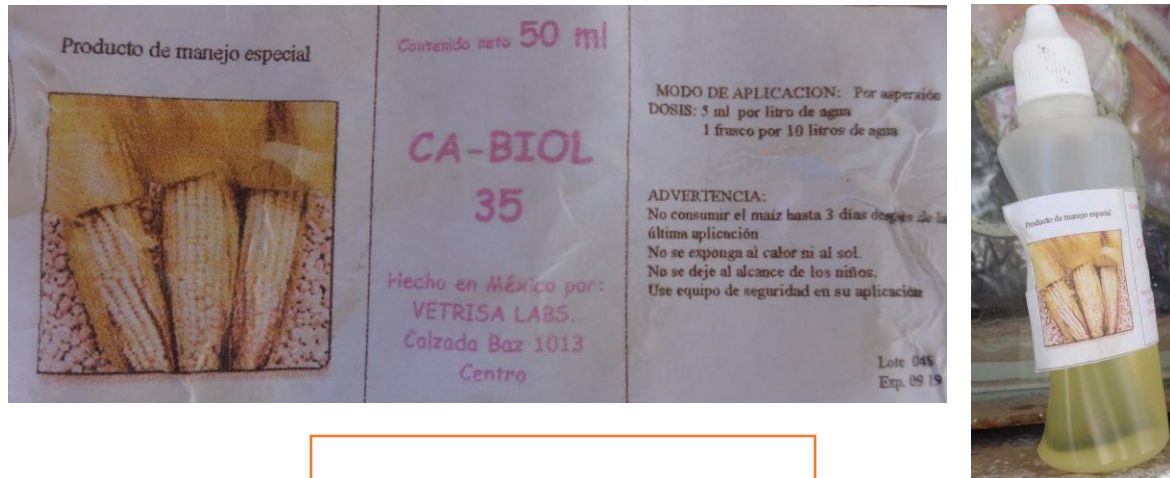 Producto de manejo especial
Contenido neto 50 ml
CA-BIOL
35
Hecho en México por:
VETRISA LABS.
Calzada Baz 1013
Centro
MODO DE APLICACION: Por aspersión
DOSIS: 5 ml por litro de agua
1 frasco por 10 litros de agua
ADVERTENCIA:
No consumir el maiz hasta 3 días después de la
última aplicación
No se exponga al calor ni al sol.
No se deje al alcance de los niños.
Use equipo de seguridad en su aplicación
Lote 048
Exp. 09 19
Producto de manejo especial